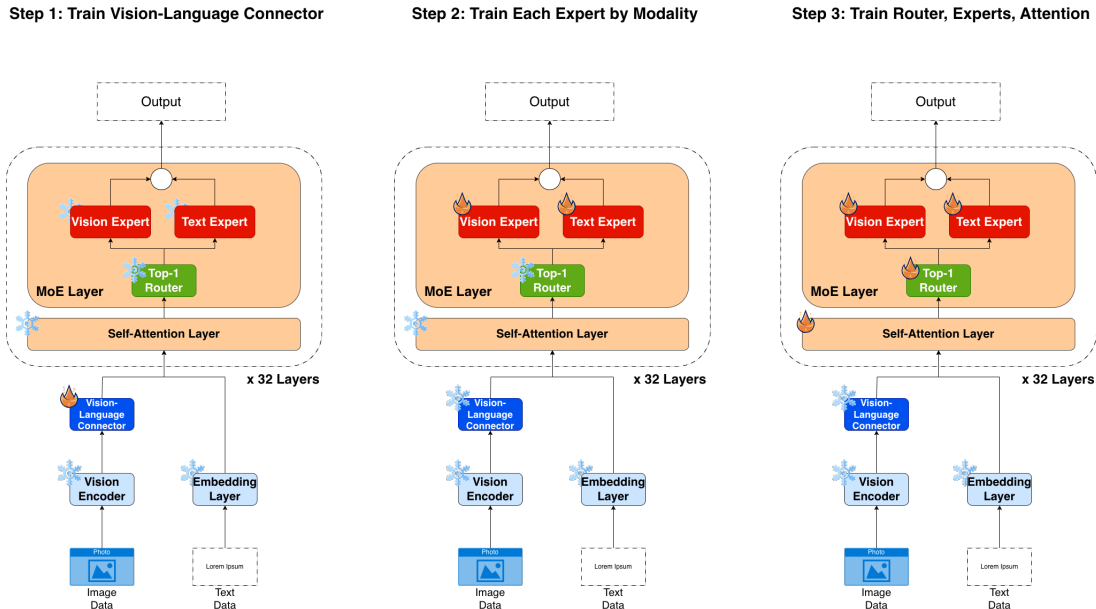 Step 1: Train Vision-Language Connector
Output
Vision Expert
Text Expert
Top-1
Router
MoE Layer
Self-Attention Layer
x 32 Layers
Vision-
Language
Connector
Vision
Encoder
Embedding
Layer
Photo
Lorem Ipsum
Image
Data
Text
Data
Step 2: Train Each Expert by Modality
Output
Vision Expert
Text Expert
Top-1
Router
MoE Layer
Self-Attention Layer
x 32 Layers
Vision-
Language
Connector
Vision
Encoder
Embedding
Layer
Photo
Lorem Ipsum
Image
Data
Text
Data
Step 3: Train Router, Experts, Attention
Output
Vision Expert
Text Expert
Top-1
Router
MoE Layer
Self-Attention Layer
x 32 Layers
Vision-
Language
Connector
Vision
Encoder
Embedding
Layer
Photo
Lorem Ipsum
Image
Data
Text
Data